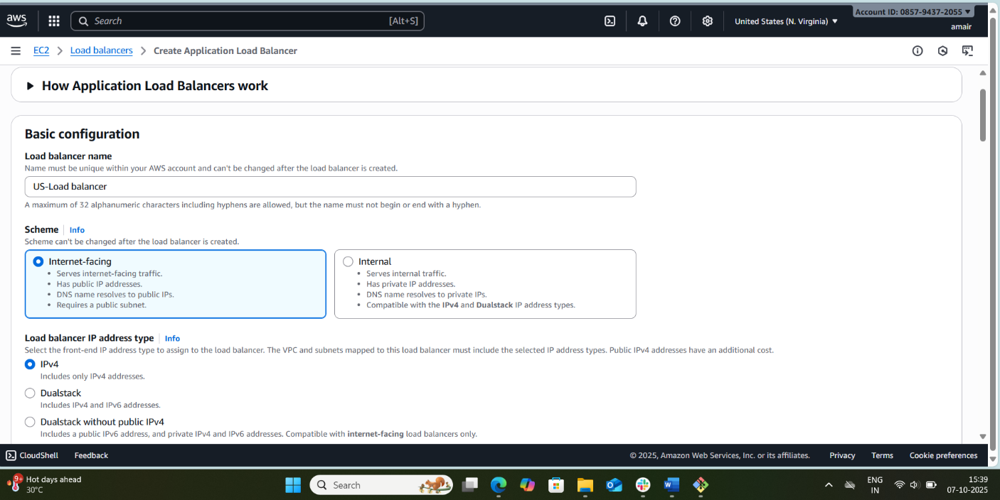 aws
Search [Alt+S]
United States (N. Virginia)
Account ID: 0857-9437-2055
amair
EC2 Load balancers Create Application Load Balancer
How Application Load Balancers work
Basic configuration
Load balancer name
Name must be unique within your AWS account and can't be changed after the load balancer is created.
US-Load balancer
A maximum of 32 alphanumeric characters including hyphens are allowed, but the name must not begin or end with a hyphen.
Scheme Info
Scheme can't be changed after the load balancer is created.
Internet-facing
• Serves internet-facing traffic.
• Has public IP addresses.
• DNS name resolves to public IPs.
• Requires a public subnet.
Internal
• Serves internal traffic.
• Has private IP addresses.
• DNS name resolves to private IPs.
• Compatible with the IPv4 and Dualstack IP address types.
Load balancer IP address type Info
Select the front-end IP address type to assign to the load balancer. The VPC and subnets mapped to this load balancer must include the selected IP address types. Public IPv4 addresses have an additional cost.
IPv4
Includes only IPv4 addresses.
Dualstack
Includes IPv4 and IPv6 addresses.
Dualstack without public IPv4
Includes a public IPv6 address, and private IPv4 and IPv6 addresses. Compatible with internet-facing load balancers only.
CloudShell Feedback © 2025, Amazon Web Services, Inc. or its affiliates. Privacy Terms Cookie preferences
9+
Hot days ahead
30°C
Search
ENG
IN
15:39
07-10-2025